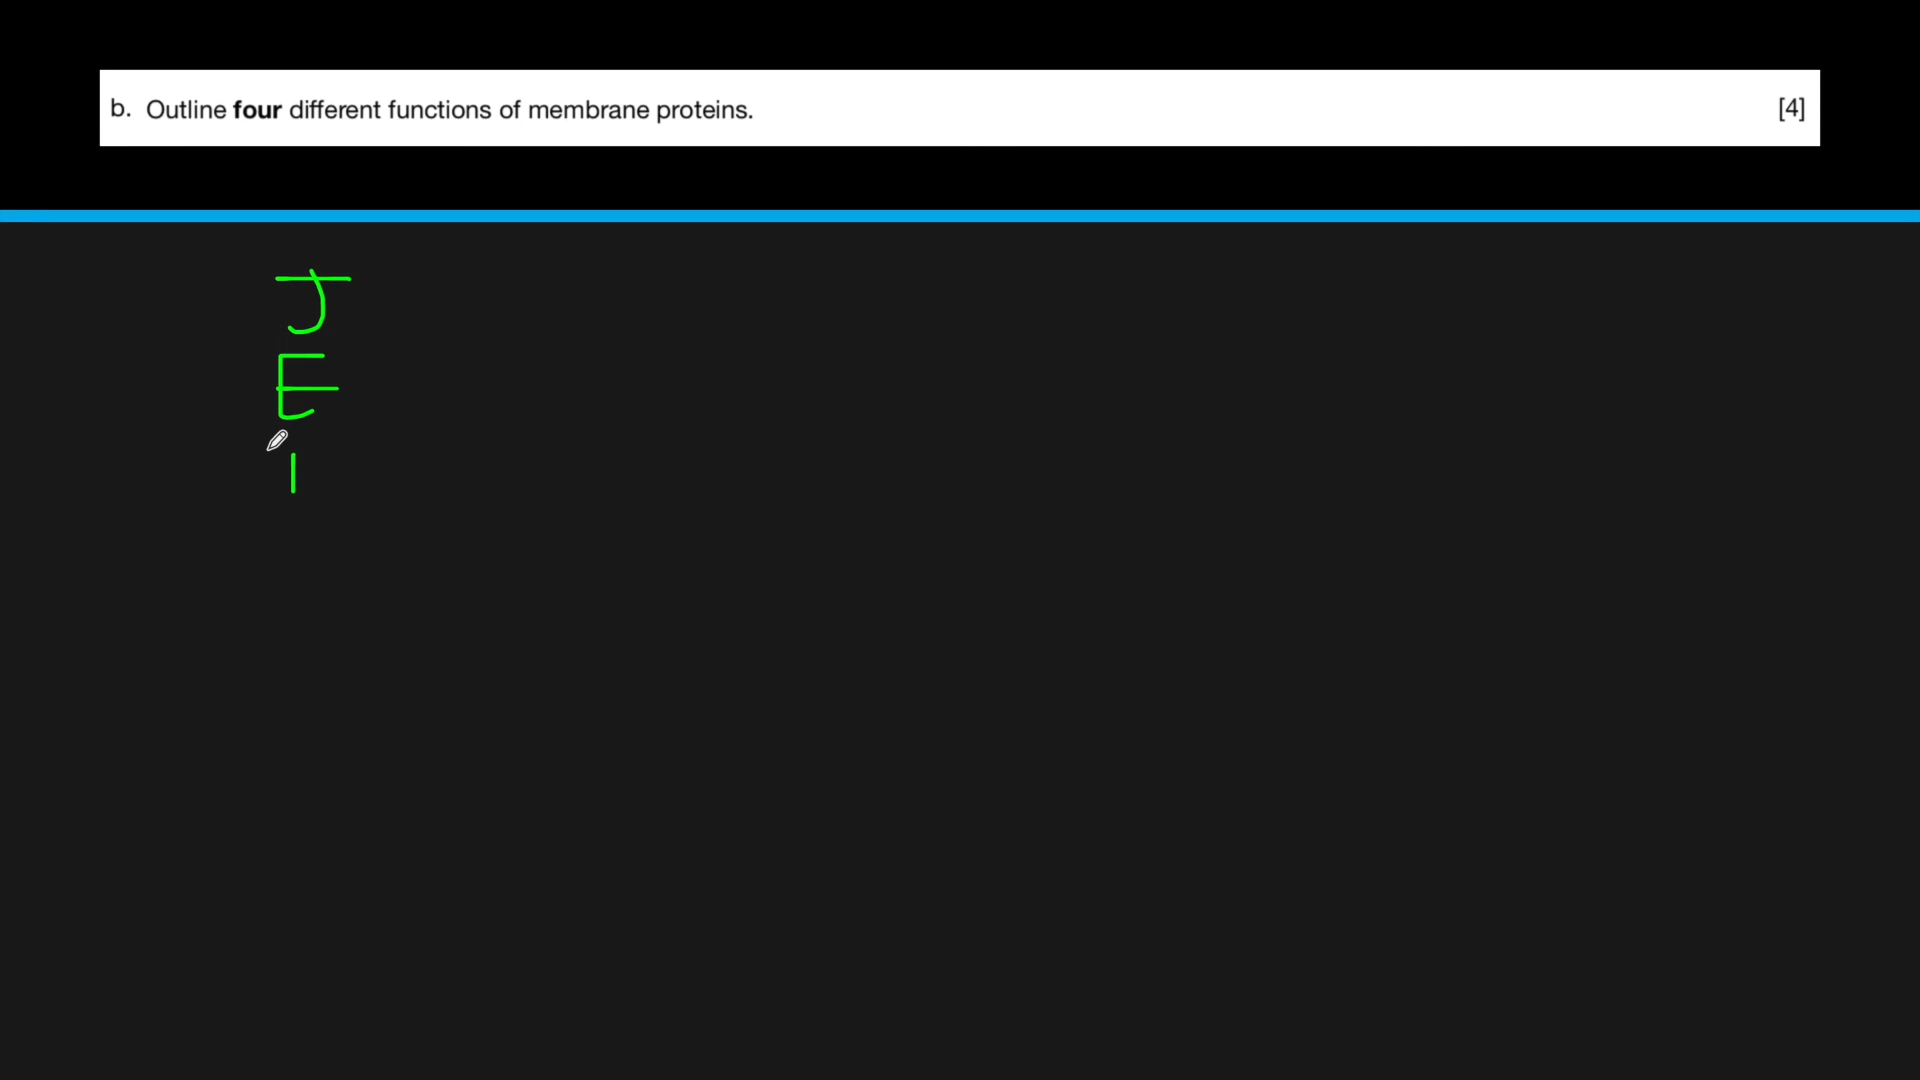 b. Outline four different functions of membrane proteins. [4]
J
E